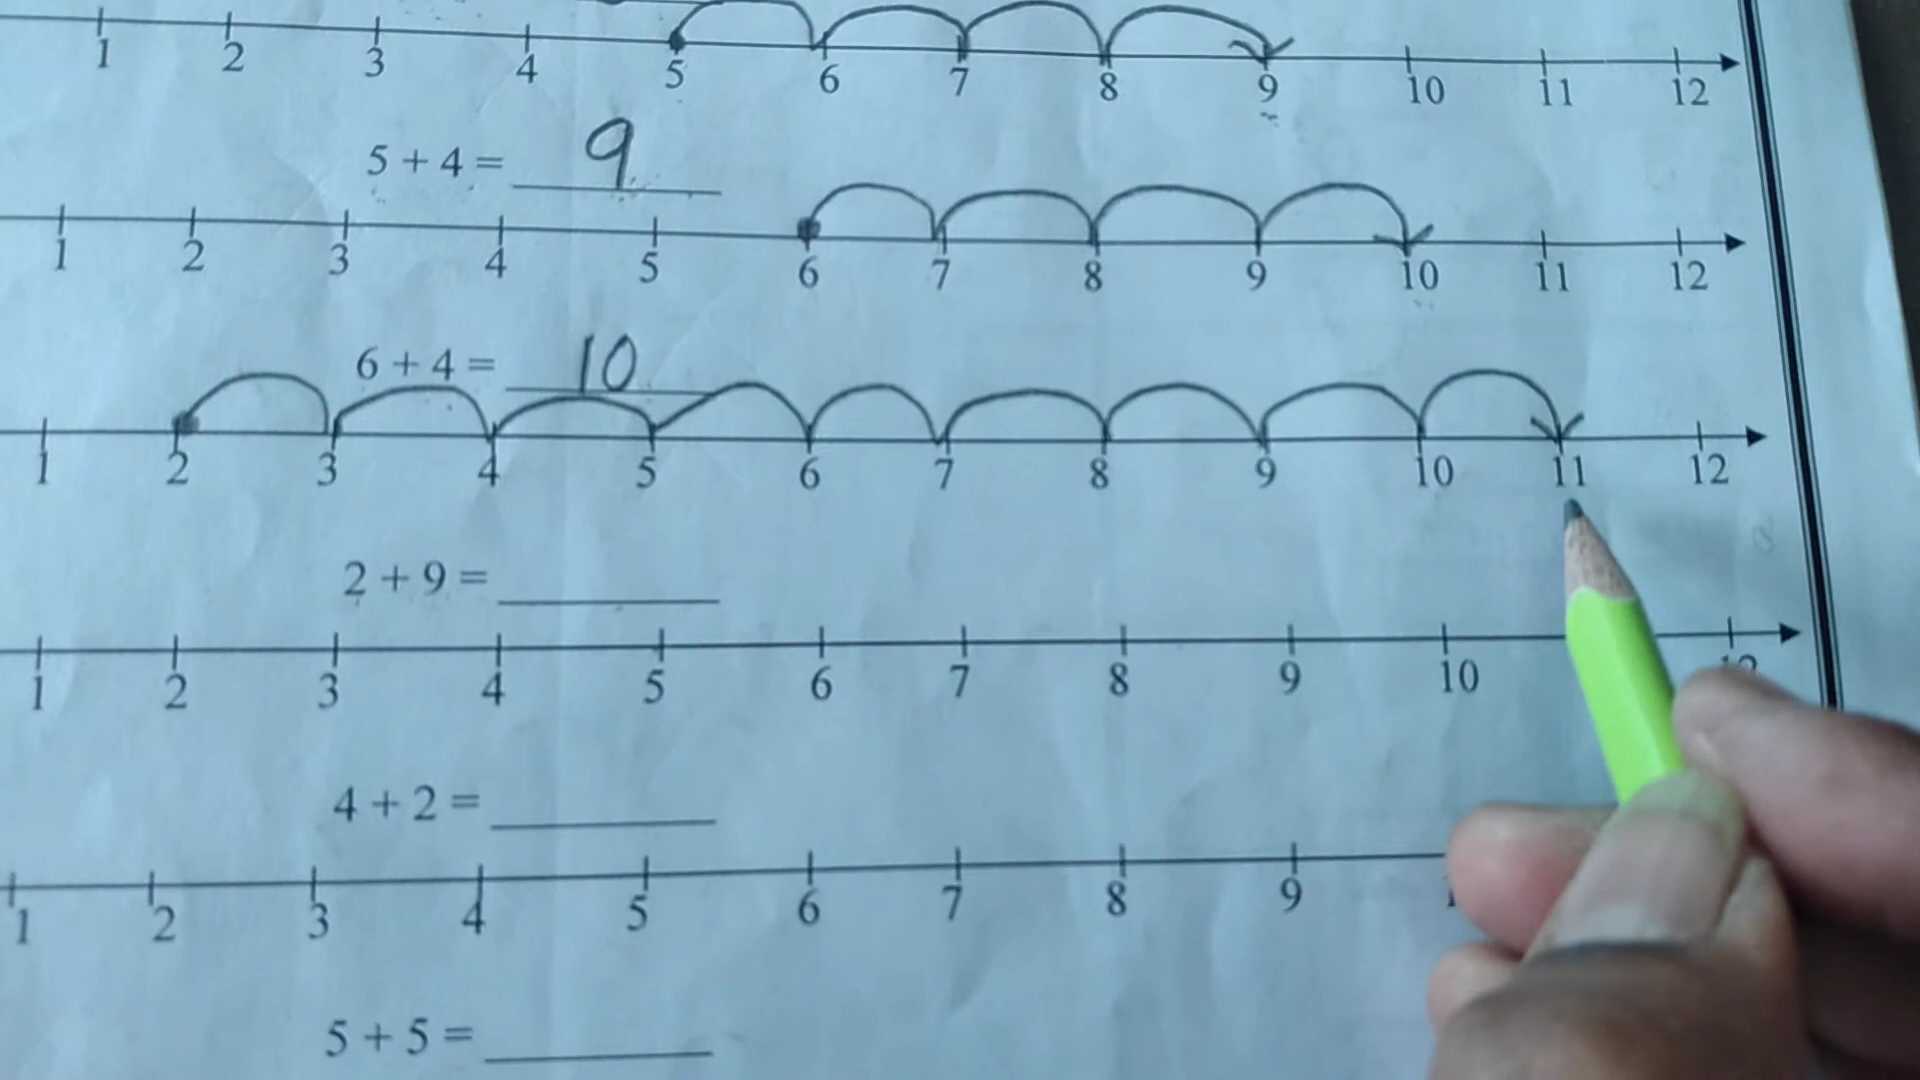 1 2 3 4 5 6 7 8 9 10 11 12
5 + 4 = 9
1 2 3 4 5 6 7 8 9 10 11 12
6 + 4 = 10
1 2 3 4 5 6 7 8 9 10 11 12
2 + 9 =
1 2 3 4 5 6 7 8 9 10
4 + 2 =
1 2 3 4 5 6 7 8 9
5 + 5 =